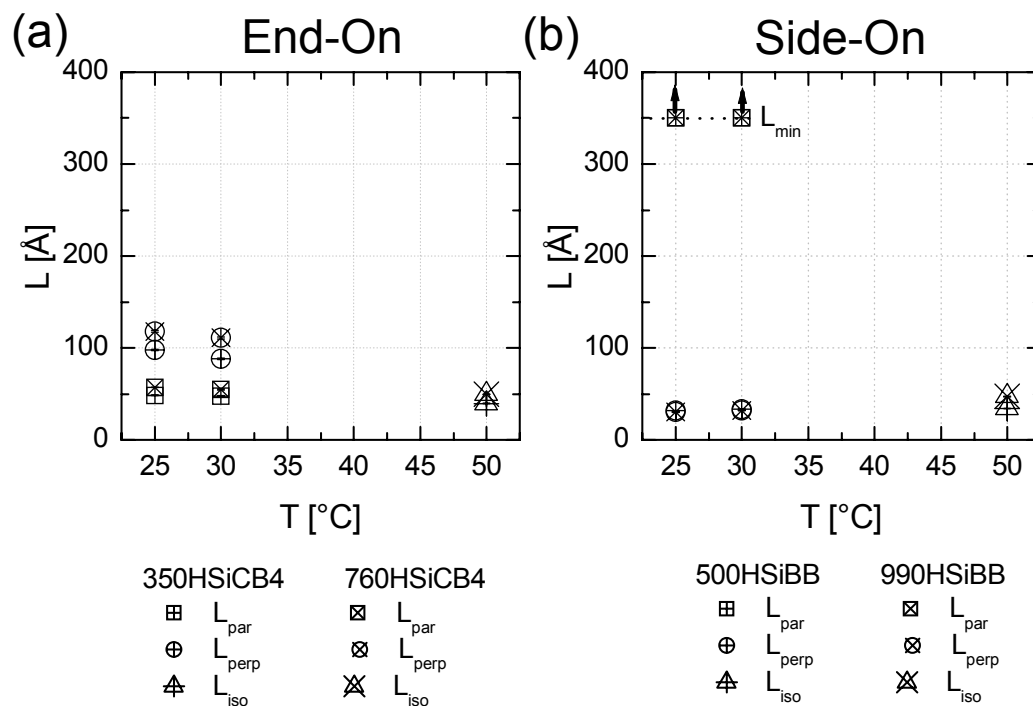 (a) End-On
(b) Side-On
400
300
200
100
0
L [Å]
25 30 35 40 45 50
T [°C]
400
300
200
100
0
L [Å]
L_min
25 30 35 40 45 50
T [°C]
350HSiCB4 760HSiCB4
L_par L_par
L_perp L_perp
L_iso L_iso
500HSiBB 990HSiBB
L_par L_par
L_perp L_perp
L_iso L_iso